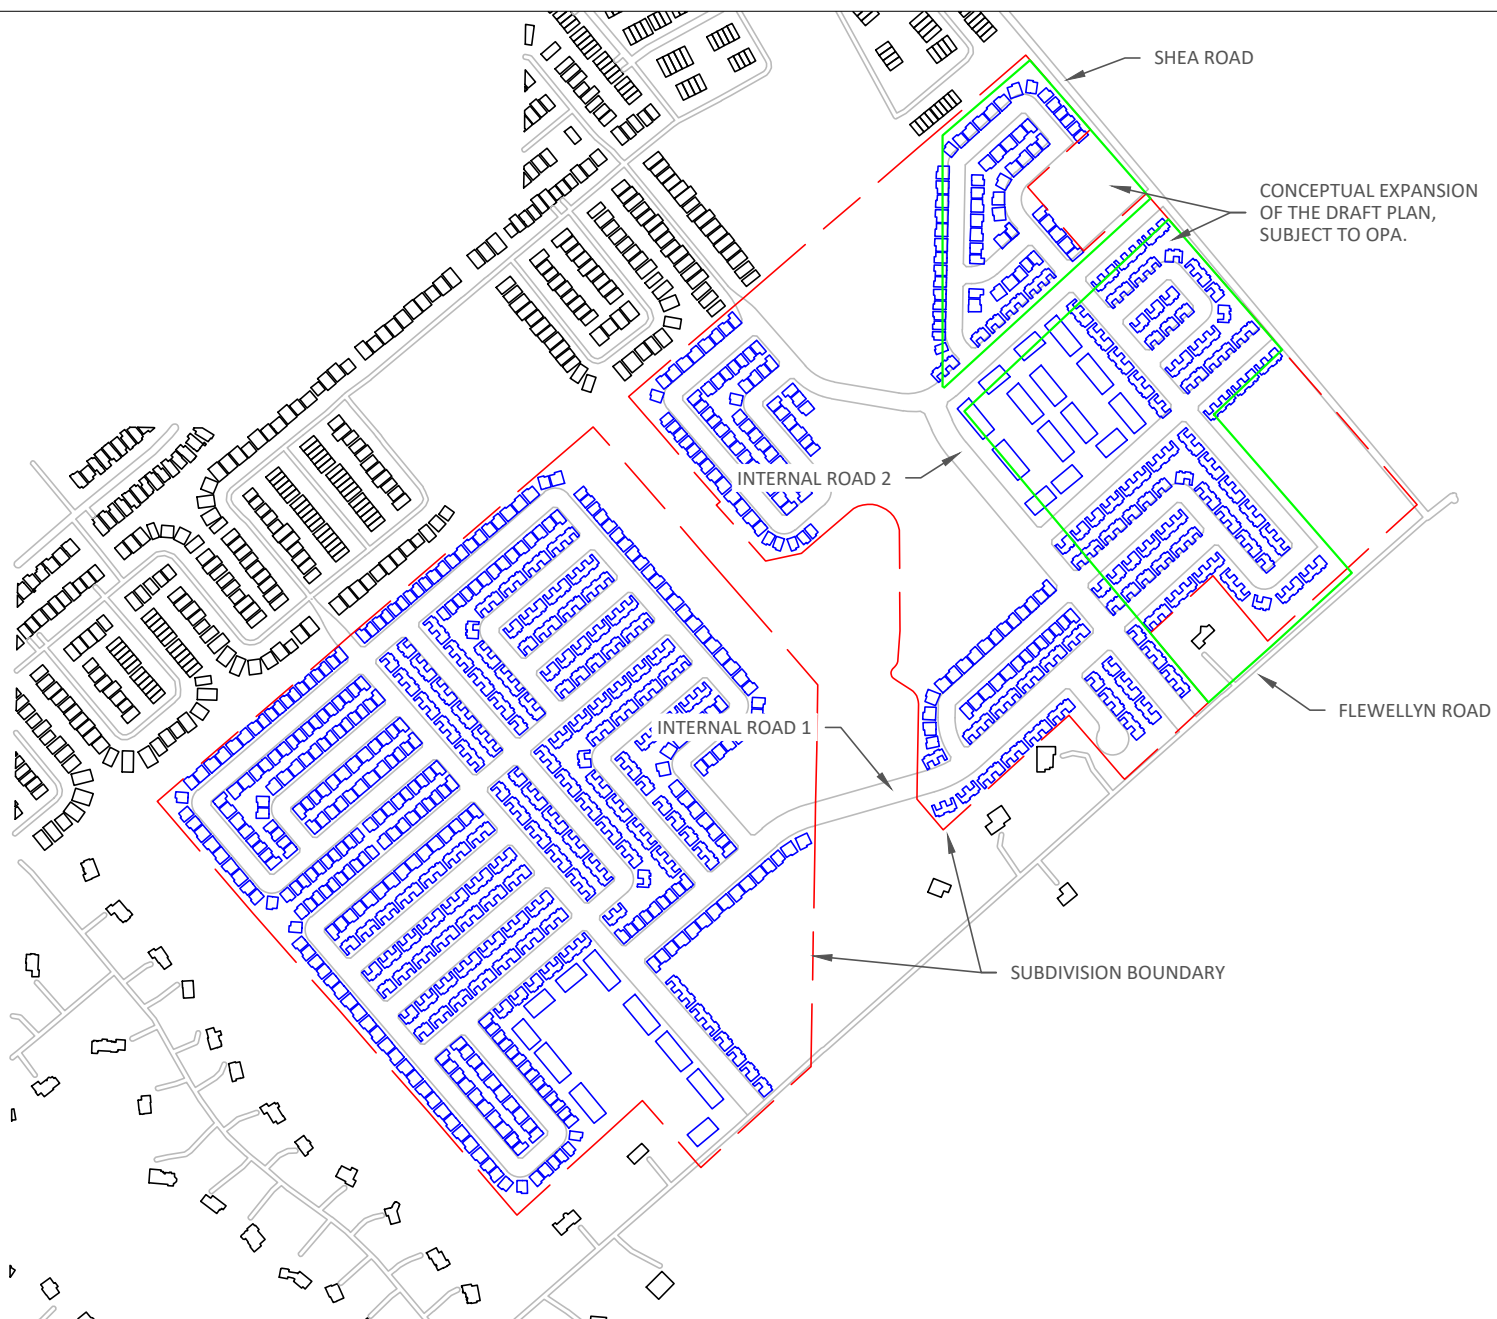 SHEA ROAD
CONCEPTUAL EXPANSION
OF THE DRAFT PLAN,
SUBJECT TO OPA.
INTERNAL ROAD 2
FLEWELLYN ROAD
INTERNAL ROAD 1
SUBDIVISION BOUNDARY